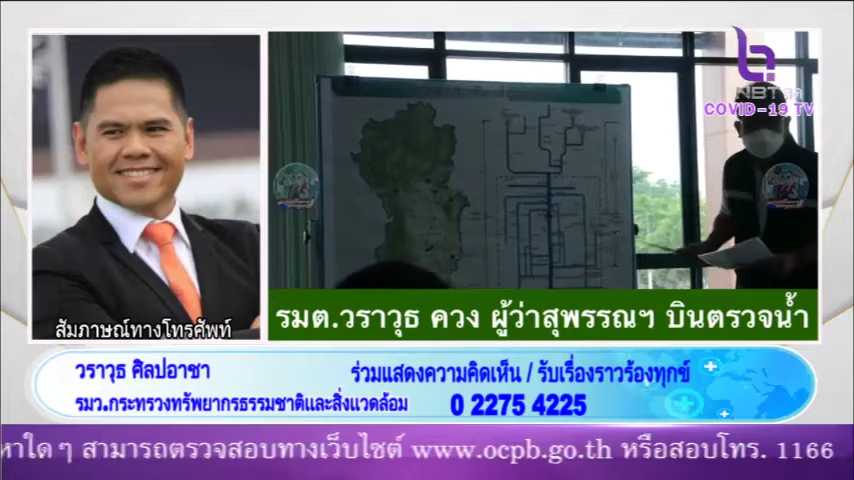 NBT
COVID-19 TV
สัมภาษณ์ทางโทรศัพท์
รมต.วราวุธ ควง ผู้ว่าสุพรรณฯ บินตรวจน้ำ
วราวุธ ศิลปอาชา
รมว.กระทรวงทรัพยากรธรรมชาติและสิ่งแวดล้อม
ร่วมแสดงความคิดเห็น / รับเรื่องราวร้องทุกข์
0 2275 4225
หาใด ๆ สามารถตรวจสอบทางเว็บไซต์ www.ocpb.go.th หรือสอบโทร. 1166